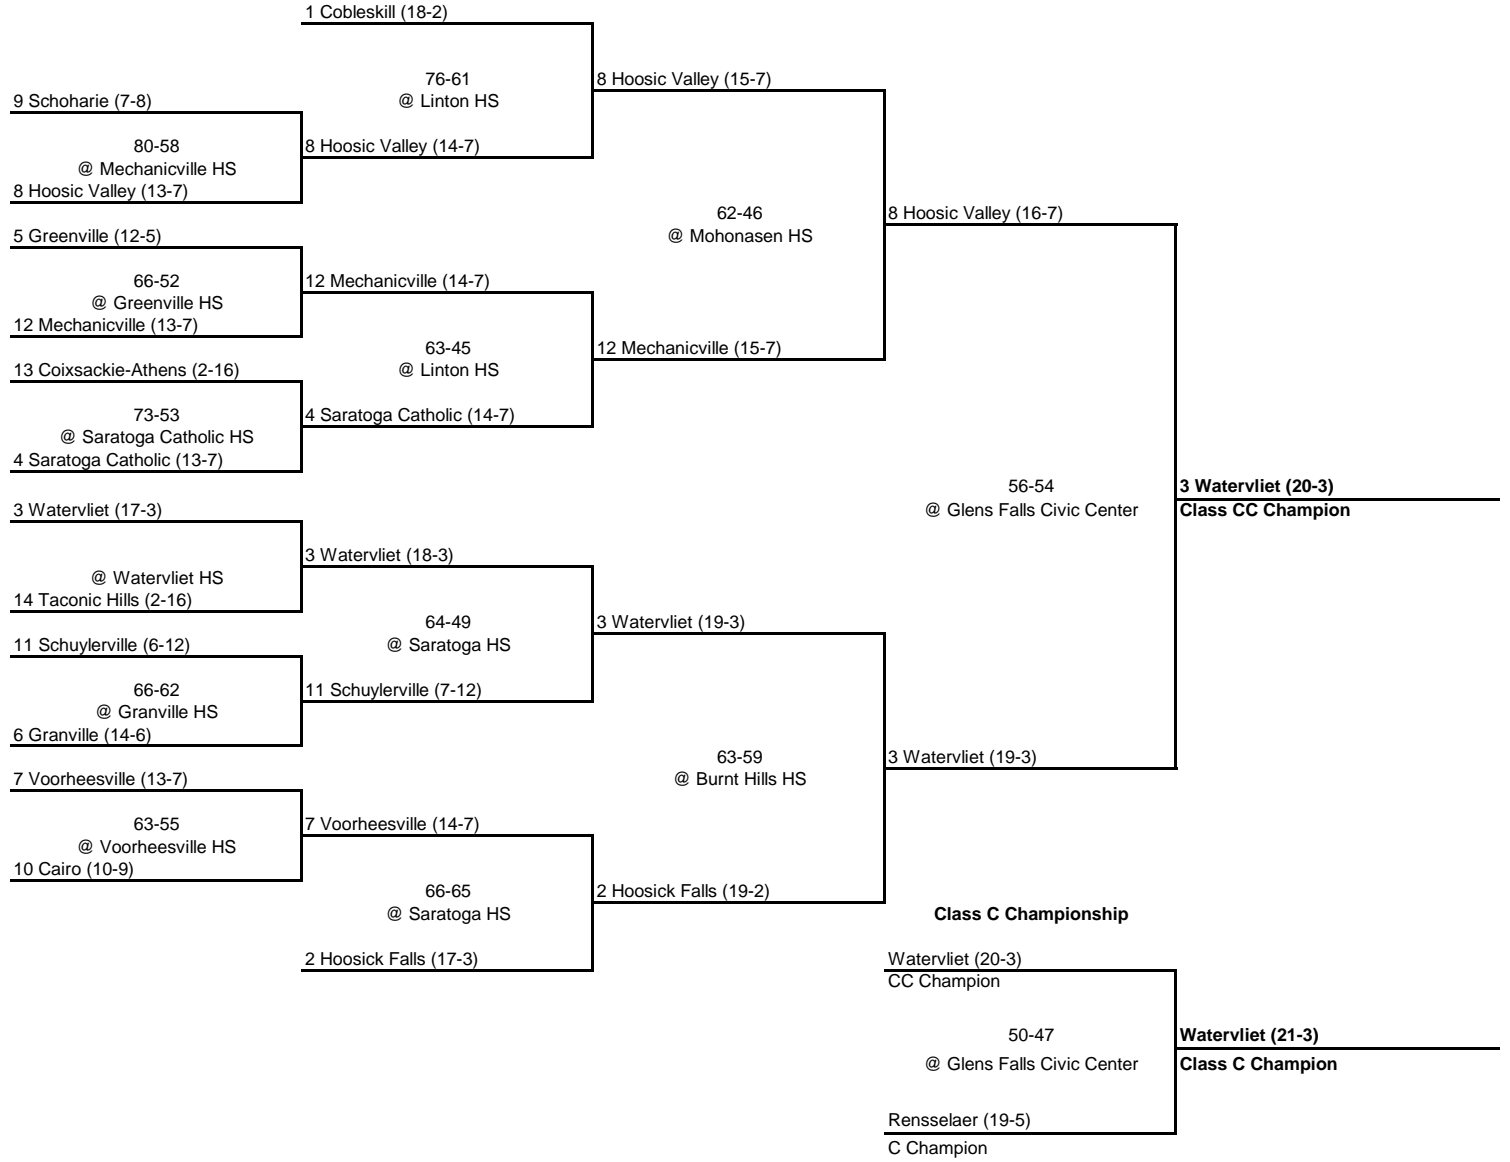 1 Cobleskill (18-2)
76-61
@ Linton HS
8 Hoosic Valley (15-7)
9 Schoharie (7-8)
80-58
@ Mechanicville HS
8 Hoosic Valley (14-7)
8 Hoosic Valley (13-7)
62-46
@ Mohonasen HS
8 Hoosic Valley (16-7)
5 Greenville (12-5)
66-52
@ Greenville HS
12 Mechanicville (14-7)
12 Mechanicville (13-7)
63-45
@ Linton HS
12 Mechanicville (15-7)
13 Coixsackie-Athens (2-16)
73-53
@ Saratoga Catholic HS
4 Saratoga Catholic (14-7)
4 Saratoga Catholic (13-7)
56-54
@ Glens Falls Civic Center
3 Watervliet (20-3)
Class CC Champion
3 Watervliet (17-3)
@ Watervliet HS
3 Watervliet (18-3)
14 Taconic Hills (2-16)
64-49
@ Saratoga HS
3 Watervliet (19-3)
11 Schuylerville (6-12)
66-62
@ Granville HS
11 Schuylerville (7-12)
6 Granville (14-6)
63-59
@ Burnt Hills HS
3 Watervliet (19-3)
7 Voorheesville (13-7)
63-55
@ Voorheesville HS
7 Voorheesville (14-7)
10 Cairo (10-9)
66-65
@ Saratoga HS
2 Hoosick Falls (19-2)
2 Hoosick Falls (17-3)
Class C Championship
Watervliet (20-3)
CC Champion
50-47
@ Glens Falls Civic Center
Watervliet (21-3)
Class C Champion
Rensselaer (19-5)
C Champion